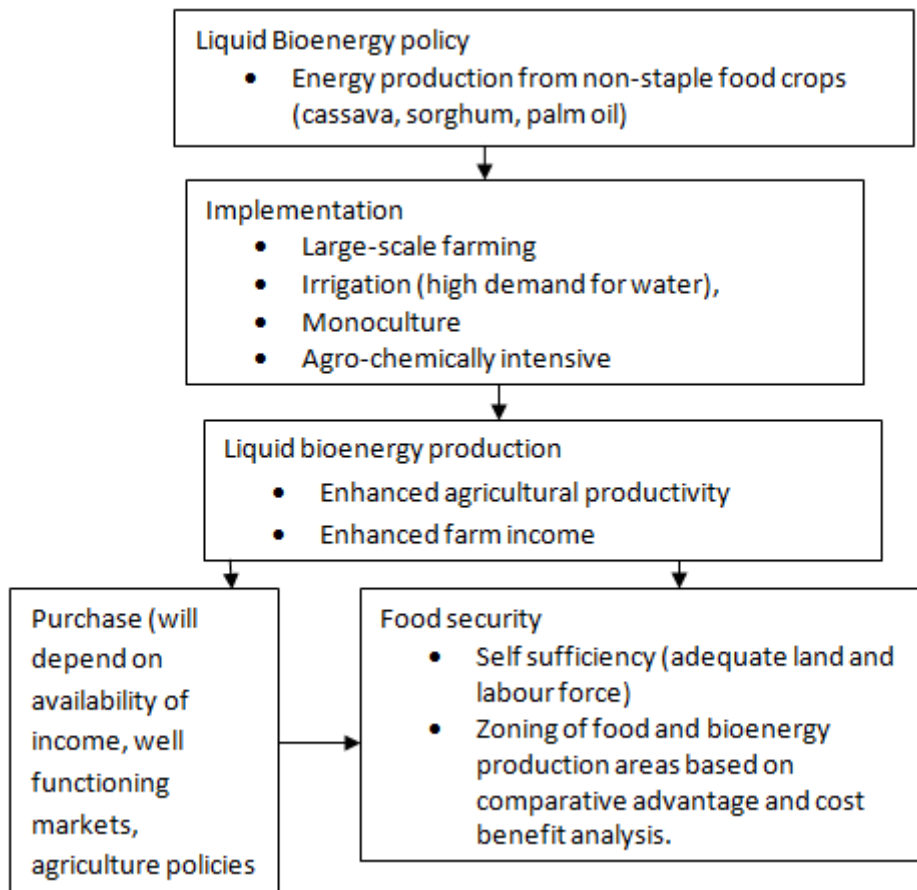 Liquid Bioenergy policy
• Energy production from non-staple food crops
(cassava, sorghum, palm oil)
Implementation
• Large-scale farming
• Irrigation (high demand for water),
• Monoculture
• Agro-chemically intensive
Liquid bioenergy production
• Enhanced agricultural productivity
• Enhanced farm income
Purchase (will
depend on
availability of
income, well
functioning
markets,
agriculture policies
Food security
• Self sufficiency (adequate land and
labour force)
• Zoning of food and bioenergy
production areas based on
comparative advantage and cost
benefit analysis.